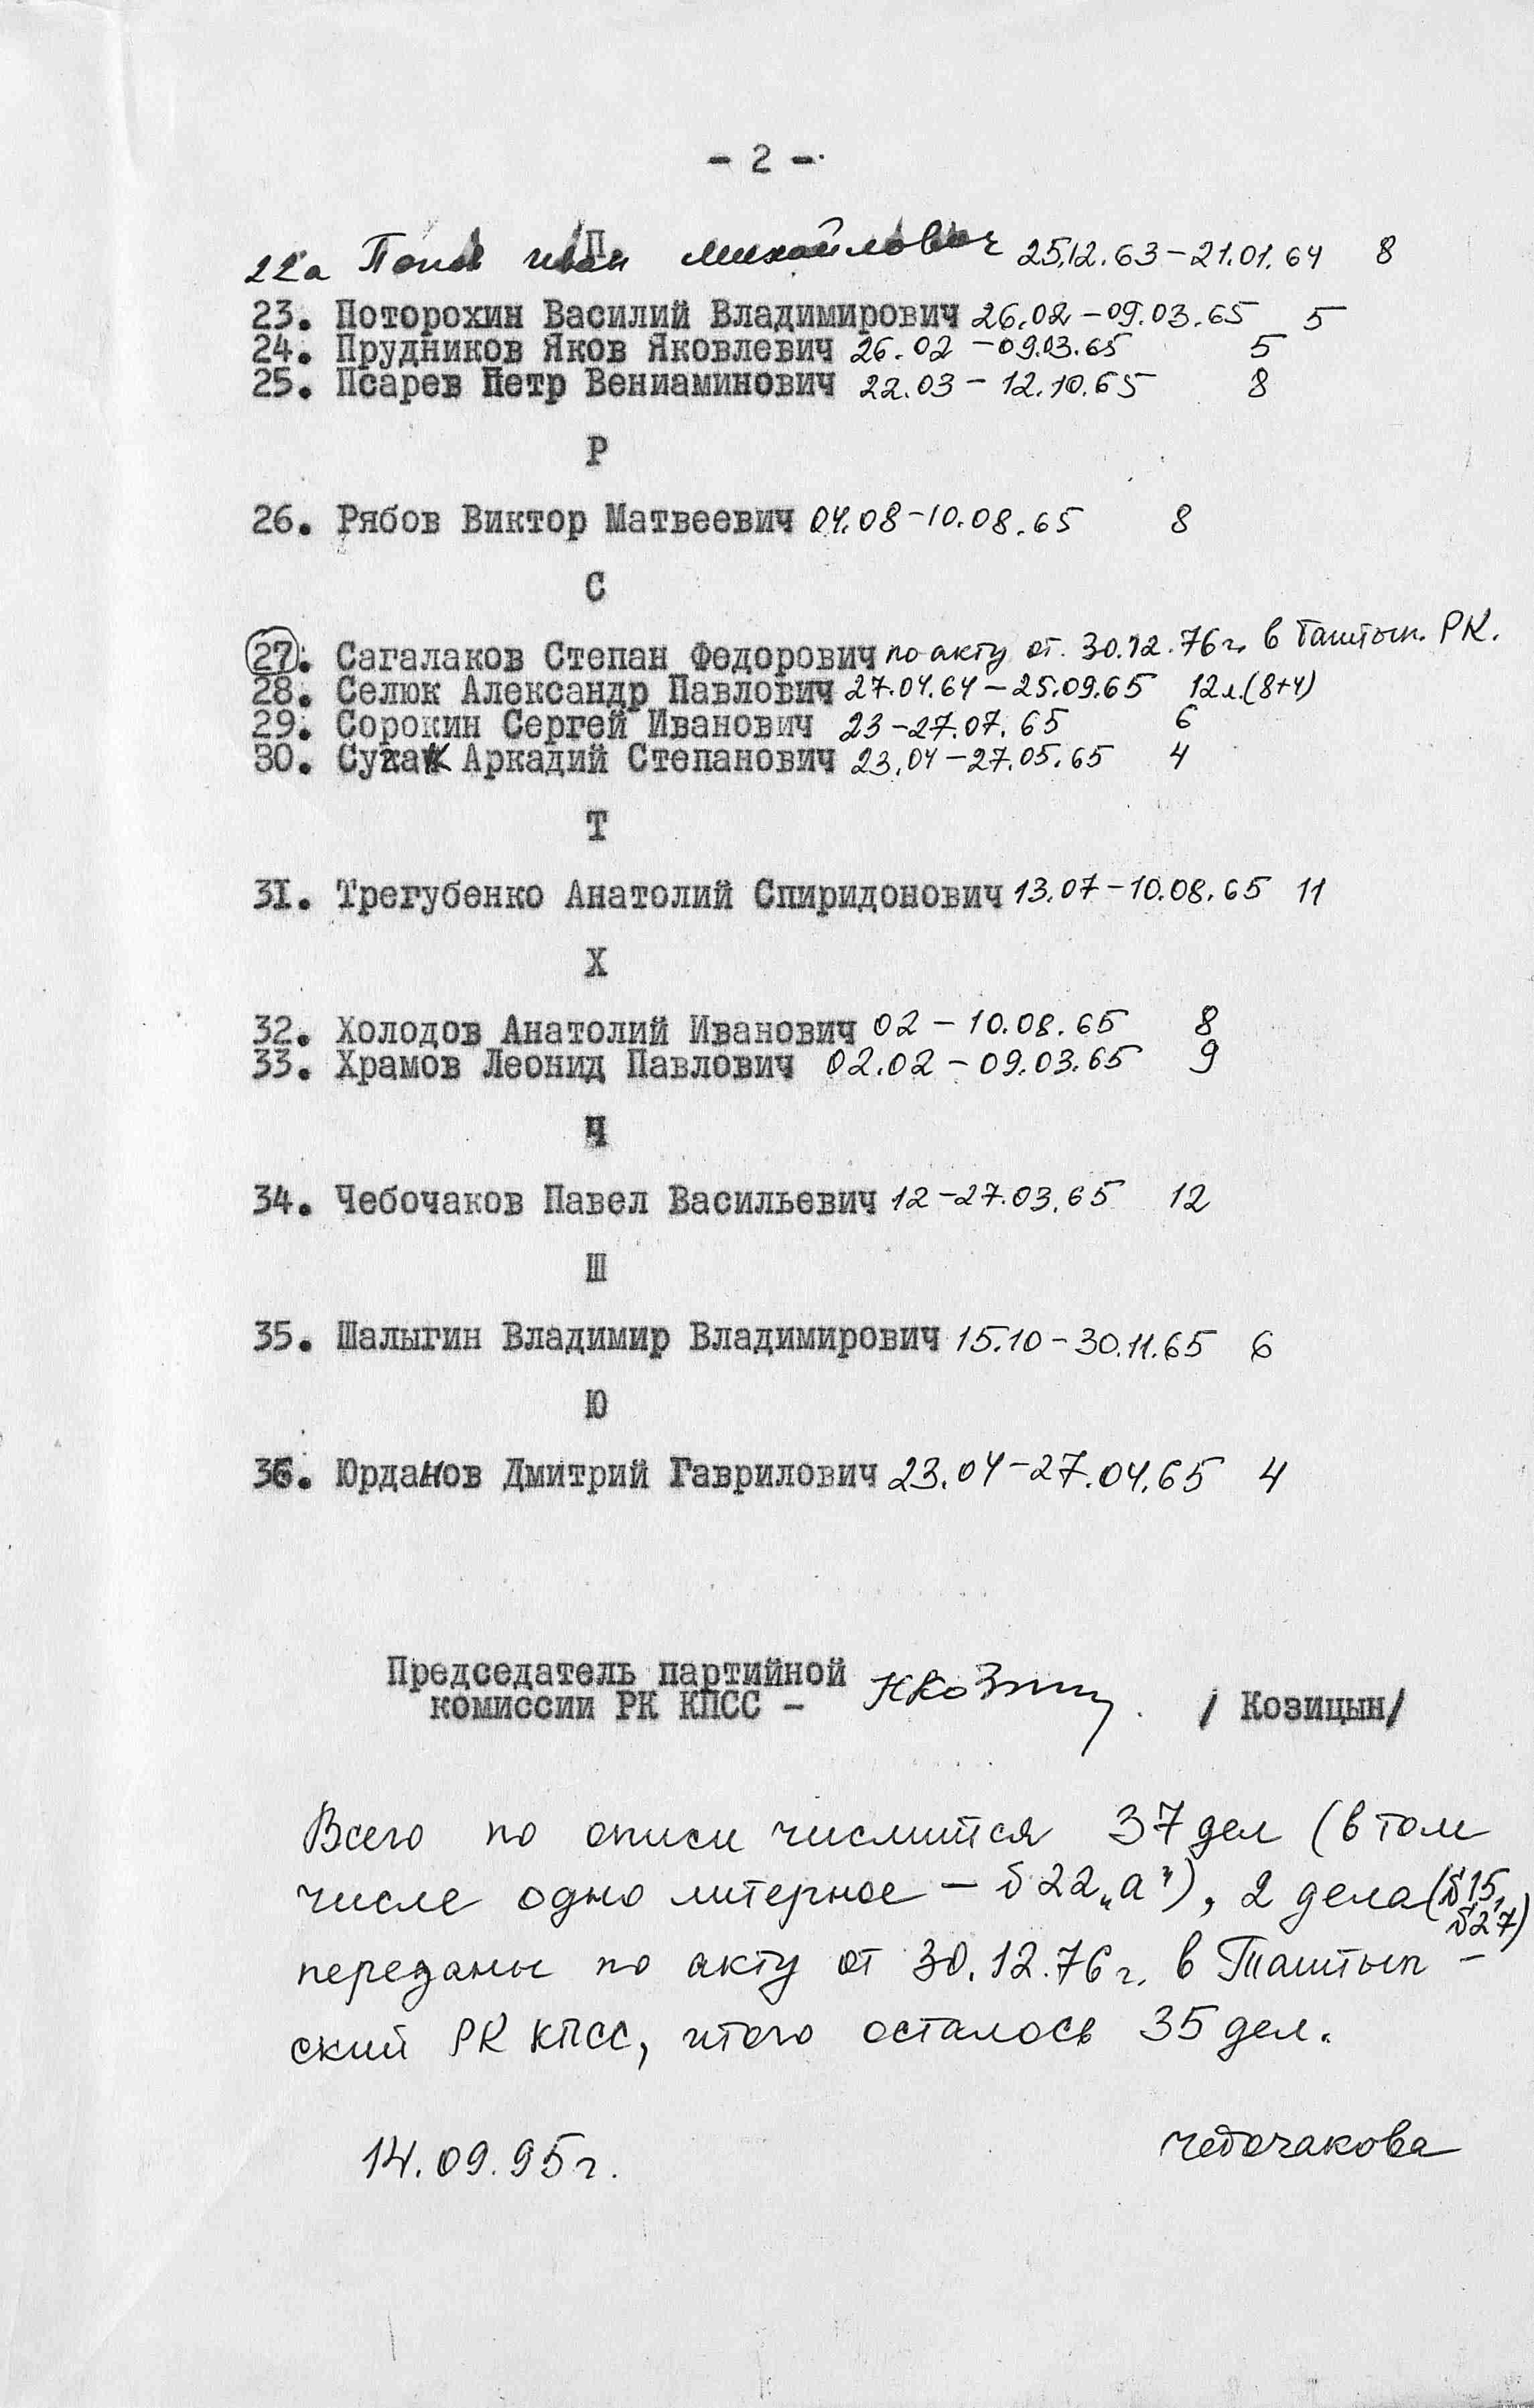 - 2 -
П
22а Попов Иван Михайлович 25.12.63 - 21.01.64 8
23. Поторохин Василий Владимирович 26.02 - 09.03.65 5
24. Прудников Яков Яковлевич 26.02 - 09.03.65 5
25. Псарев Петр Вениаминович 22.03 - 12.10.65 8
Р
26. Рябов Виктор Матвеевич 04.08-10.08.65 8
С
27. Сагалаков Степан Федорович по акту от 30.12.76г. в Таштып. РК.
28. Селюк Александр Павлович 27.04.64 - 25.09.65 12л.(8+4)
29. Сорокин Сергей Иванович 23-27.07.65 6
30. Аркадий Степанович 23.04 - 27.05.65 4
Т
31. Трегубенко Анатолий Спиридонович 13.07 - 10.08.65 11
Х
32. Холодов Анатолий Иванович 02 - 10.08.65 8
33. Храмов Леонид Павлович 02.02 - 09.03.65 9
Ч
34. Чебочаков Павел Васильевич 12-27.03.65 12
Ш
35. Шалыгин Владимир Владимирович 15.10 - 30.11.65 6
Ю
36. Юрданов Дмитрий Гаврилович 23.04 - 27.04.65 4
Председатель партийной
комиссии РК КПСС - / Козицын/
Всего по описи числится 37 дел (в том
числе одно литерное - № 22 „а"), 2 дела (№15,
№27)
переданы по акту от 30.12.76г. в Таштып-
ский РК КПСС, итого осталось 35 дел.
14.09.95г. Чебочакова